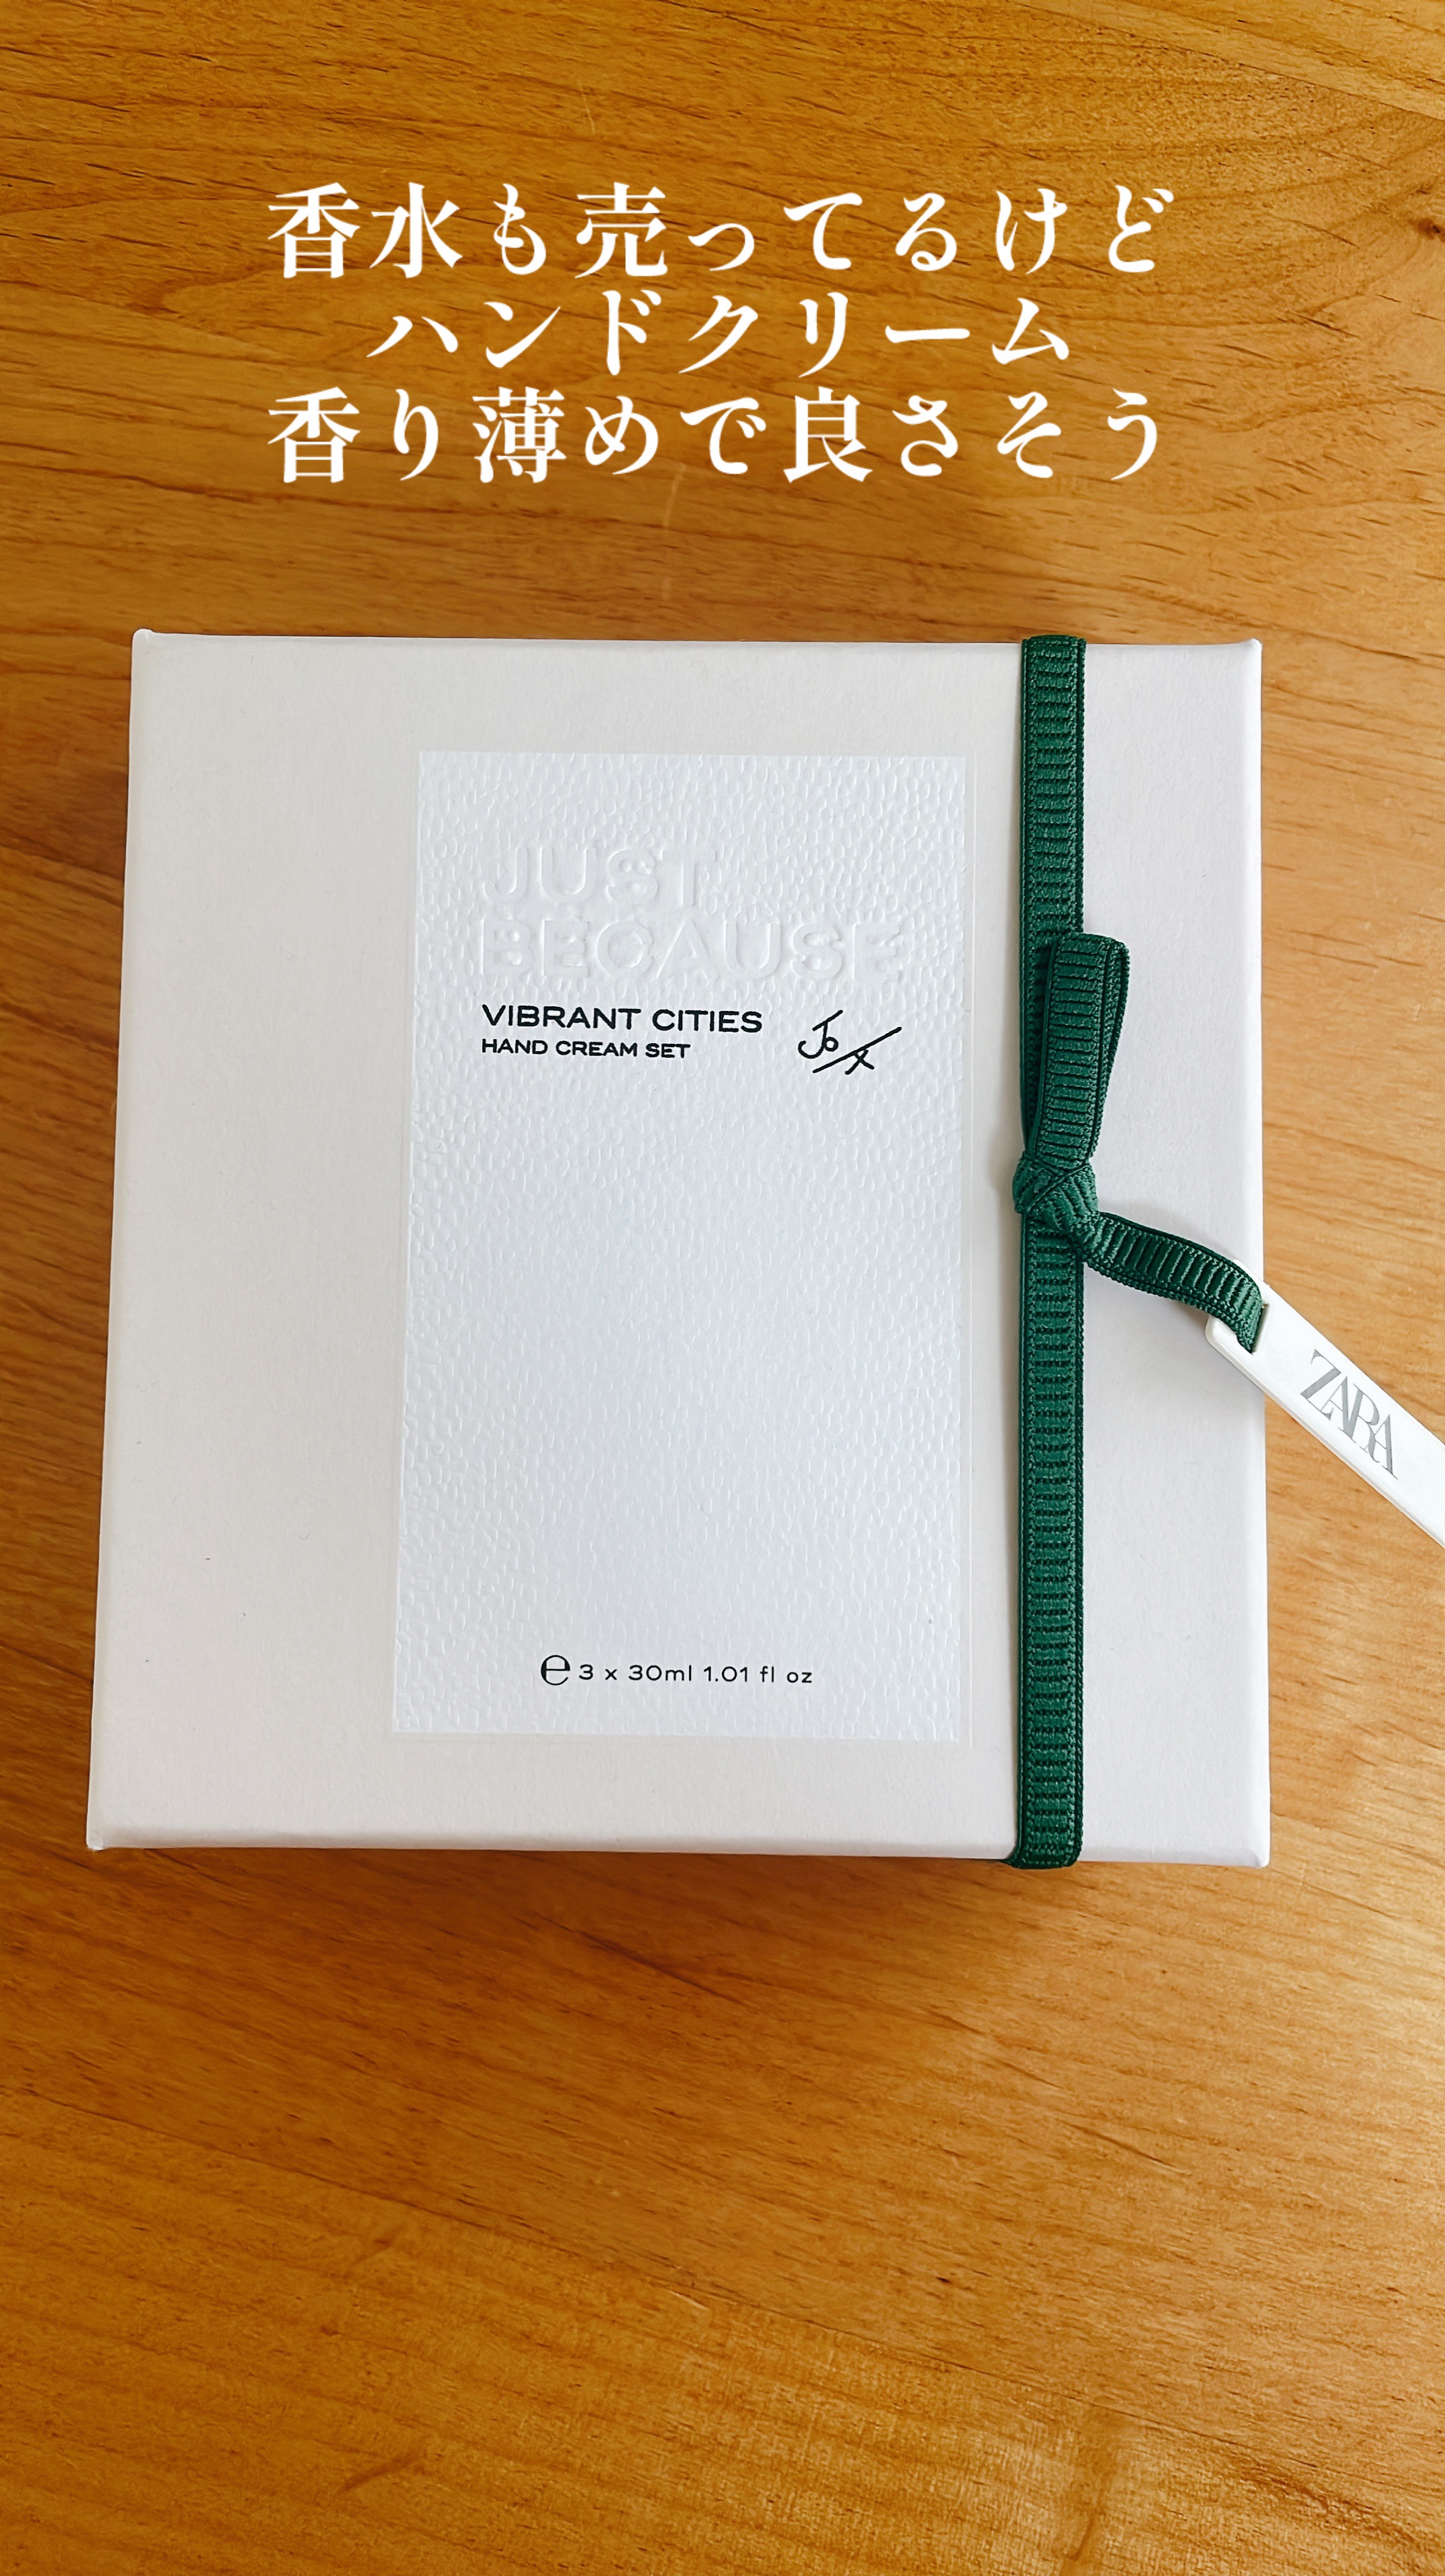 香水も売ってるけど
ハンドクリーム
香り薄めで良さそう
JUST
BECAUSE
VIBRANT CITIES
HAND CREAM SET
Jo
x
ZARA
℮ 3 x 30ml 1.01 fl oz